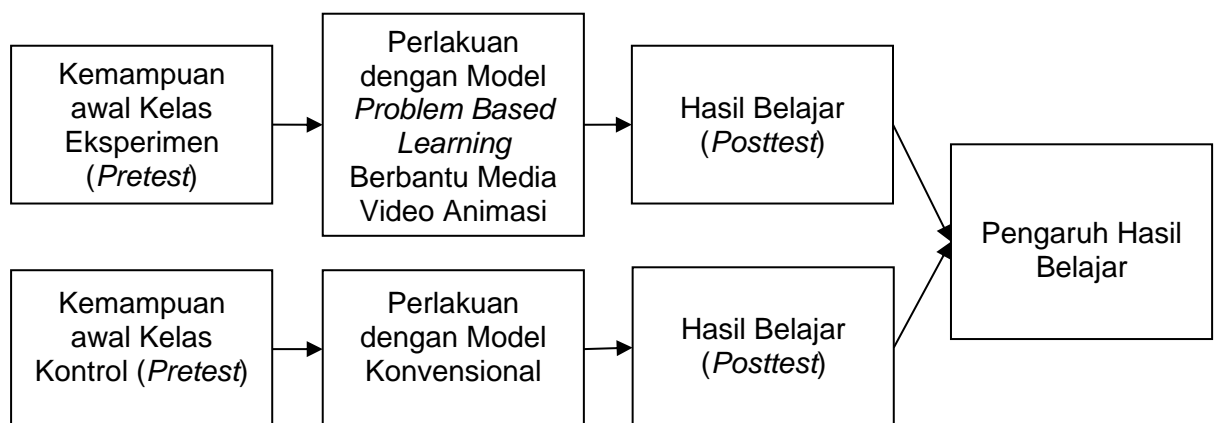 Kemampuan
awal Kelas
Eksperimen
(Pretest)
Perlakuan
dengan Model
Problem Based
Learning
Berbantu Media
Video Animasi
Hasil Belajar
(Posttest)
Pengaruh Hasil
Belajar
Kemampuan
awal Kelas
Kontrol (Pretest)
Perlakuan
dengan Model
Konvensional
Hasil Belajar
(Posttest)